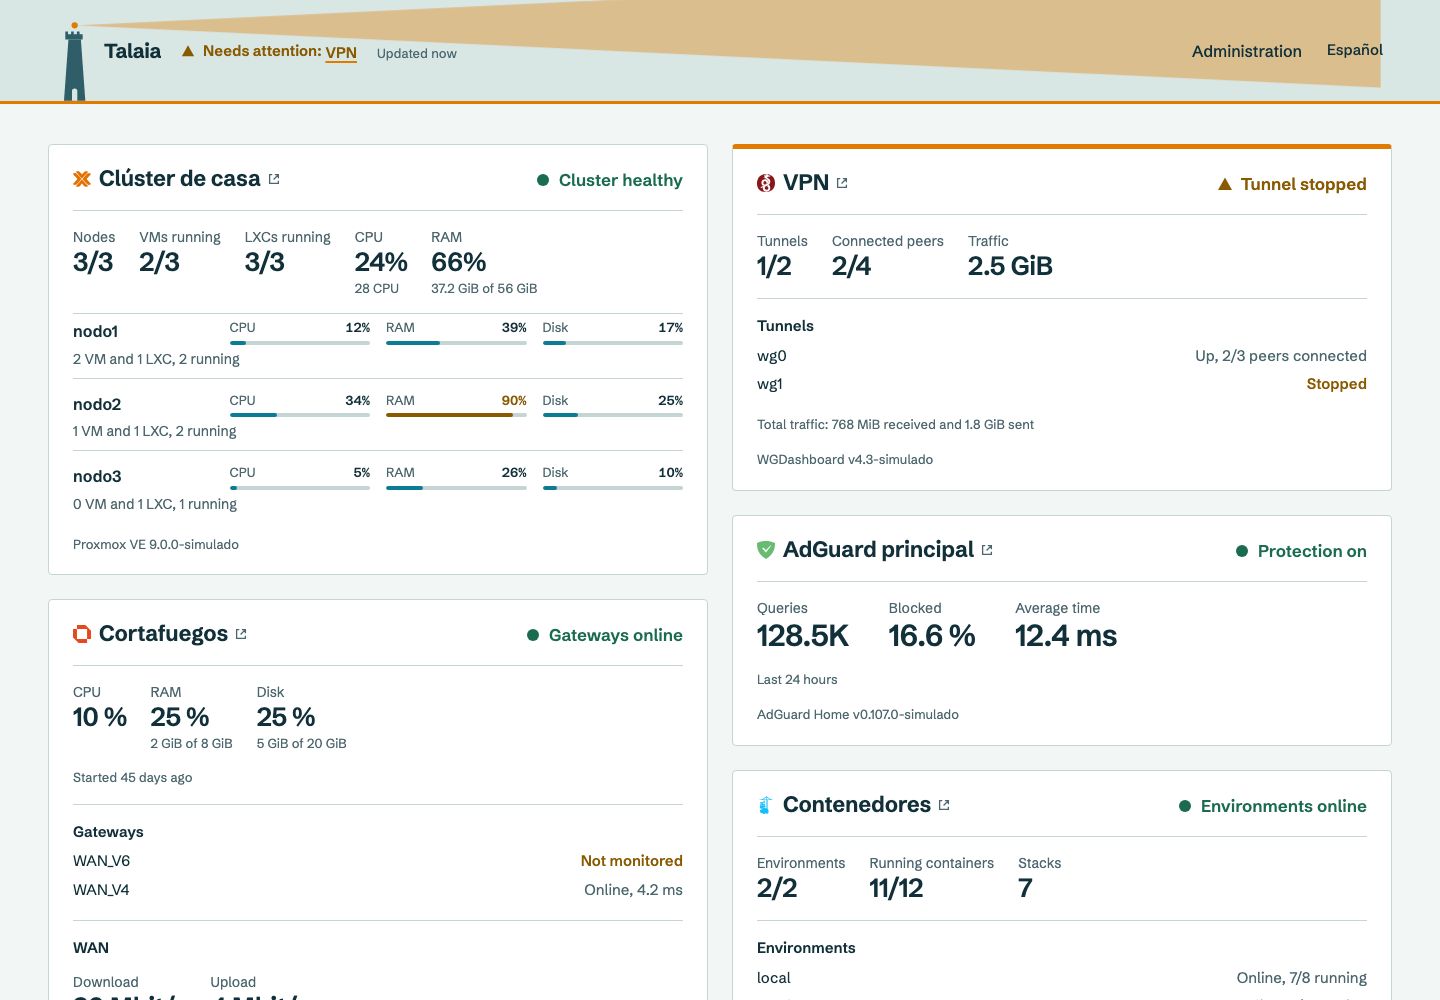 Talaia
Needs attention: VPN
Updated now
Administration
Español
Clúster de casa
Cluster healthy
Nodes
VMs running
LXCs running
CPU
RAM
3/3
2/3
3/3
24%
66%
28 CPU
37.2 GiB of 56 GiB
nodo1
CPU 12%
RAM 39%
Disk 17%
2 VM and 1 LXC, 2 running
nodo2
CPU 34%
RAM 90%
Disk 25%
1 VM and 1 LXC, 2 running
nodo3
CPU 5%
RAM 26%
Disk 10%
0 VM and 1 LXC, 1 running
Proxmox VE 9.0.0-simulado
Cortafuegos
Gateways online
CPU
RAM
Disk
10 %
25 %
25 %
2 GiB of 8 GiB
5 GiB of 20 GiB
Started 45 days ago
Gateways
WAN_V6
Not monitored
WAN_V4
Online, 4.2 ms
WAN
Download
Upload
VPN
Tunnel stopped
Tunnels
Connected peers
Traffic
1/2
2/4
2.5 GiB
Tunnels
wg0
Up, 2/3 peers connected
wg1
Stopped
Total traffic: 768 MiB received and 1.8 GiB sent
WGDashboard v4.3-simulado
AdGuard principal
Protection on
Queries
Blocked
Average time
128.5K
16.6 %
12.4 ms
Last 24 hours
AdGuard Home v0.107.0-simulado
Contenedores
Environments online
Environments
Running containers
Stacks
2/2
11/12
7
Environments
local
Online, 7/8 running